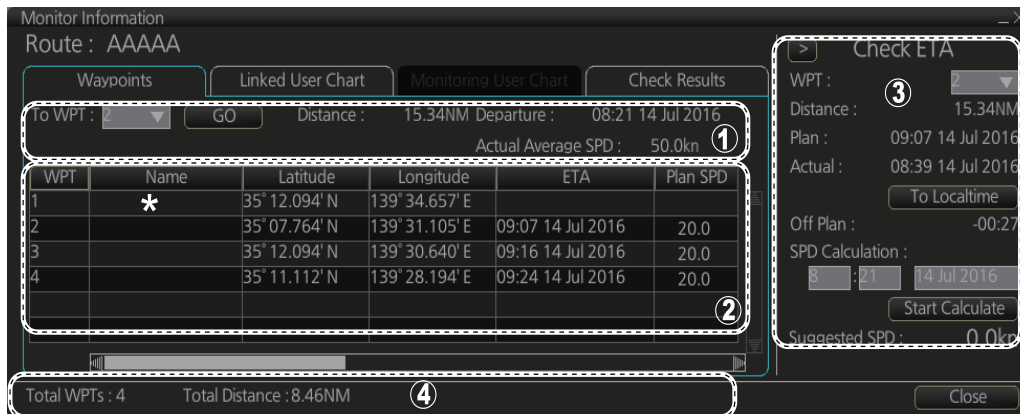 Monitor Information
Route : AAAAA
Waypoints Linked User Chart Monitoring User Chart Check Results
To WPT : 2 GO Distance : 15.34NM Departure : 08:21 14 Jul 2016
Actual Average SPD : 50.0kn ①
WPT Name Latitude Longitude ETA Plan SPD
1 * 35° 12.094' N 139° 34.657' E
2 35° 07.764' N 139° 31.105' E 09:07 14 Jul 2016 20.0
3 35° 12.094' N 139° 30.640' E 09:16 14 Jul 2016 20.0
4 35° 11.112' N 139° 28.194' E 09:24 14 Jul 2016 20.0
②
Total WPTs : 4 Total Distance :8.46NM ④
> Check ETA
WPT : 2 ③
Distance : 15.34NM
Plan : 09:07 14 Jul 2016
Actual : 08:39 14 Jul 2016
To Localtime
Off Plan : -00:27
SPD Calculation :
8 :21 14 Jul 2016
Start Calculate
Suggested SPD : 0.0kn
Close